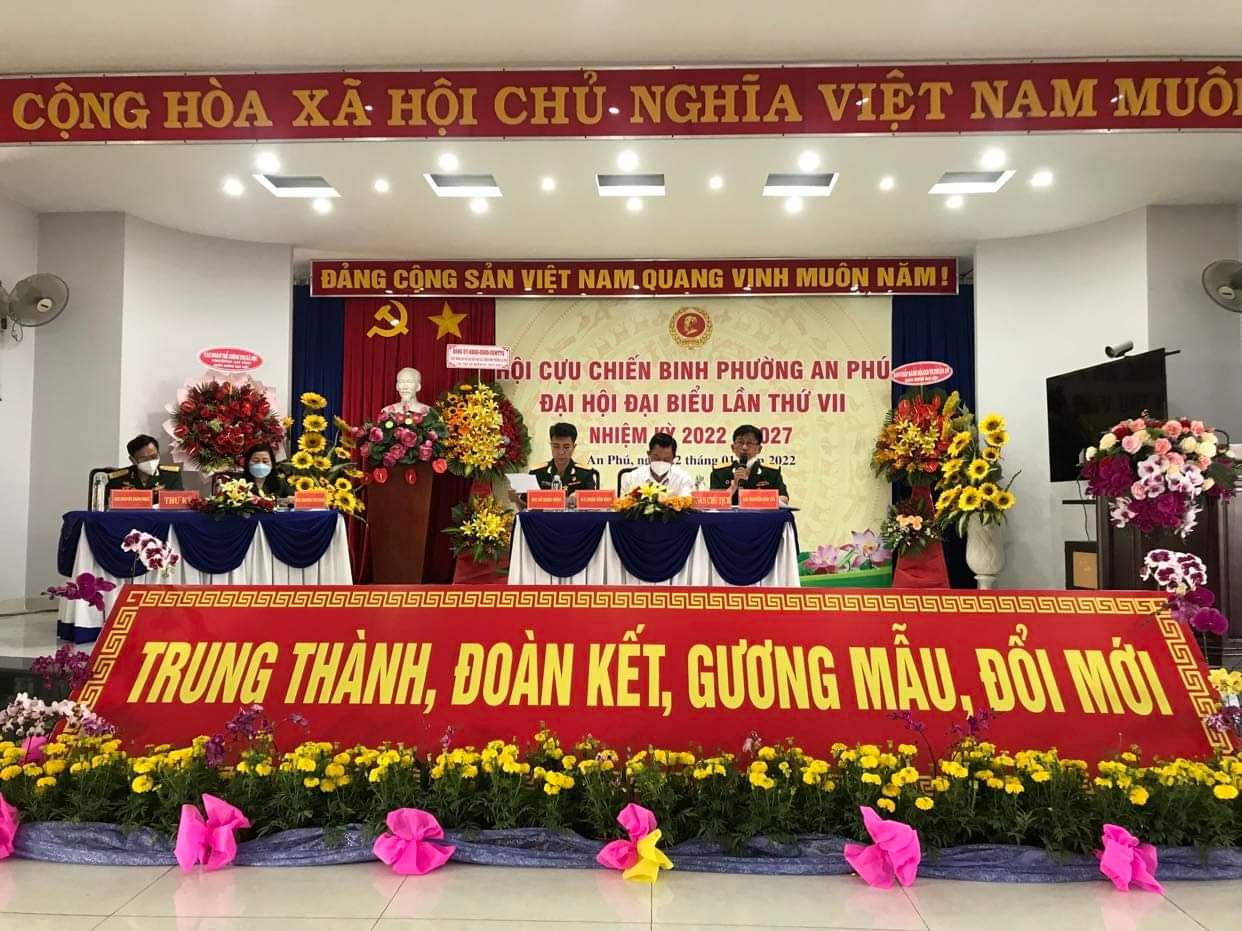 CỘNG HÒA XÃ HỘI CHỦ NGHĨA VIỆT NAM MUÔN
ĐẢNG CỘNG SẢN VIỆT NAM QUANG VINH MUÔN NĂM!
HỘI CỰU CHIẾN BINH PHƯỜNG AN PHÚ
ĐẠI HỘI ĐẠI BIỂU LẦN THỨ VII
NHIỆM KỲ 2022 2027
An Phú, 2022
THƯ KÝ
TRUNG THÀNH, ĐOÀN KẾT, GƯƠNG MẪU, ĐỔI MỚI